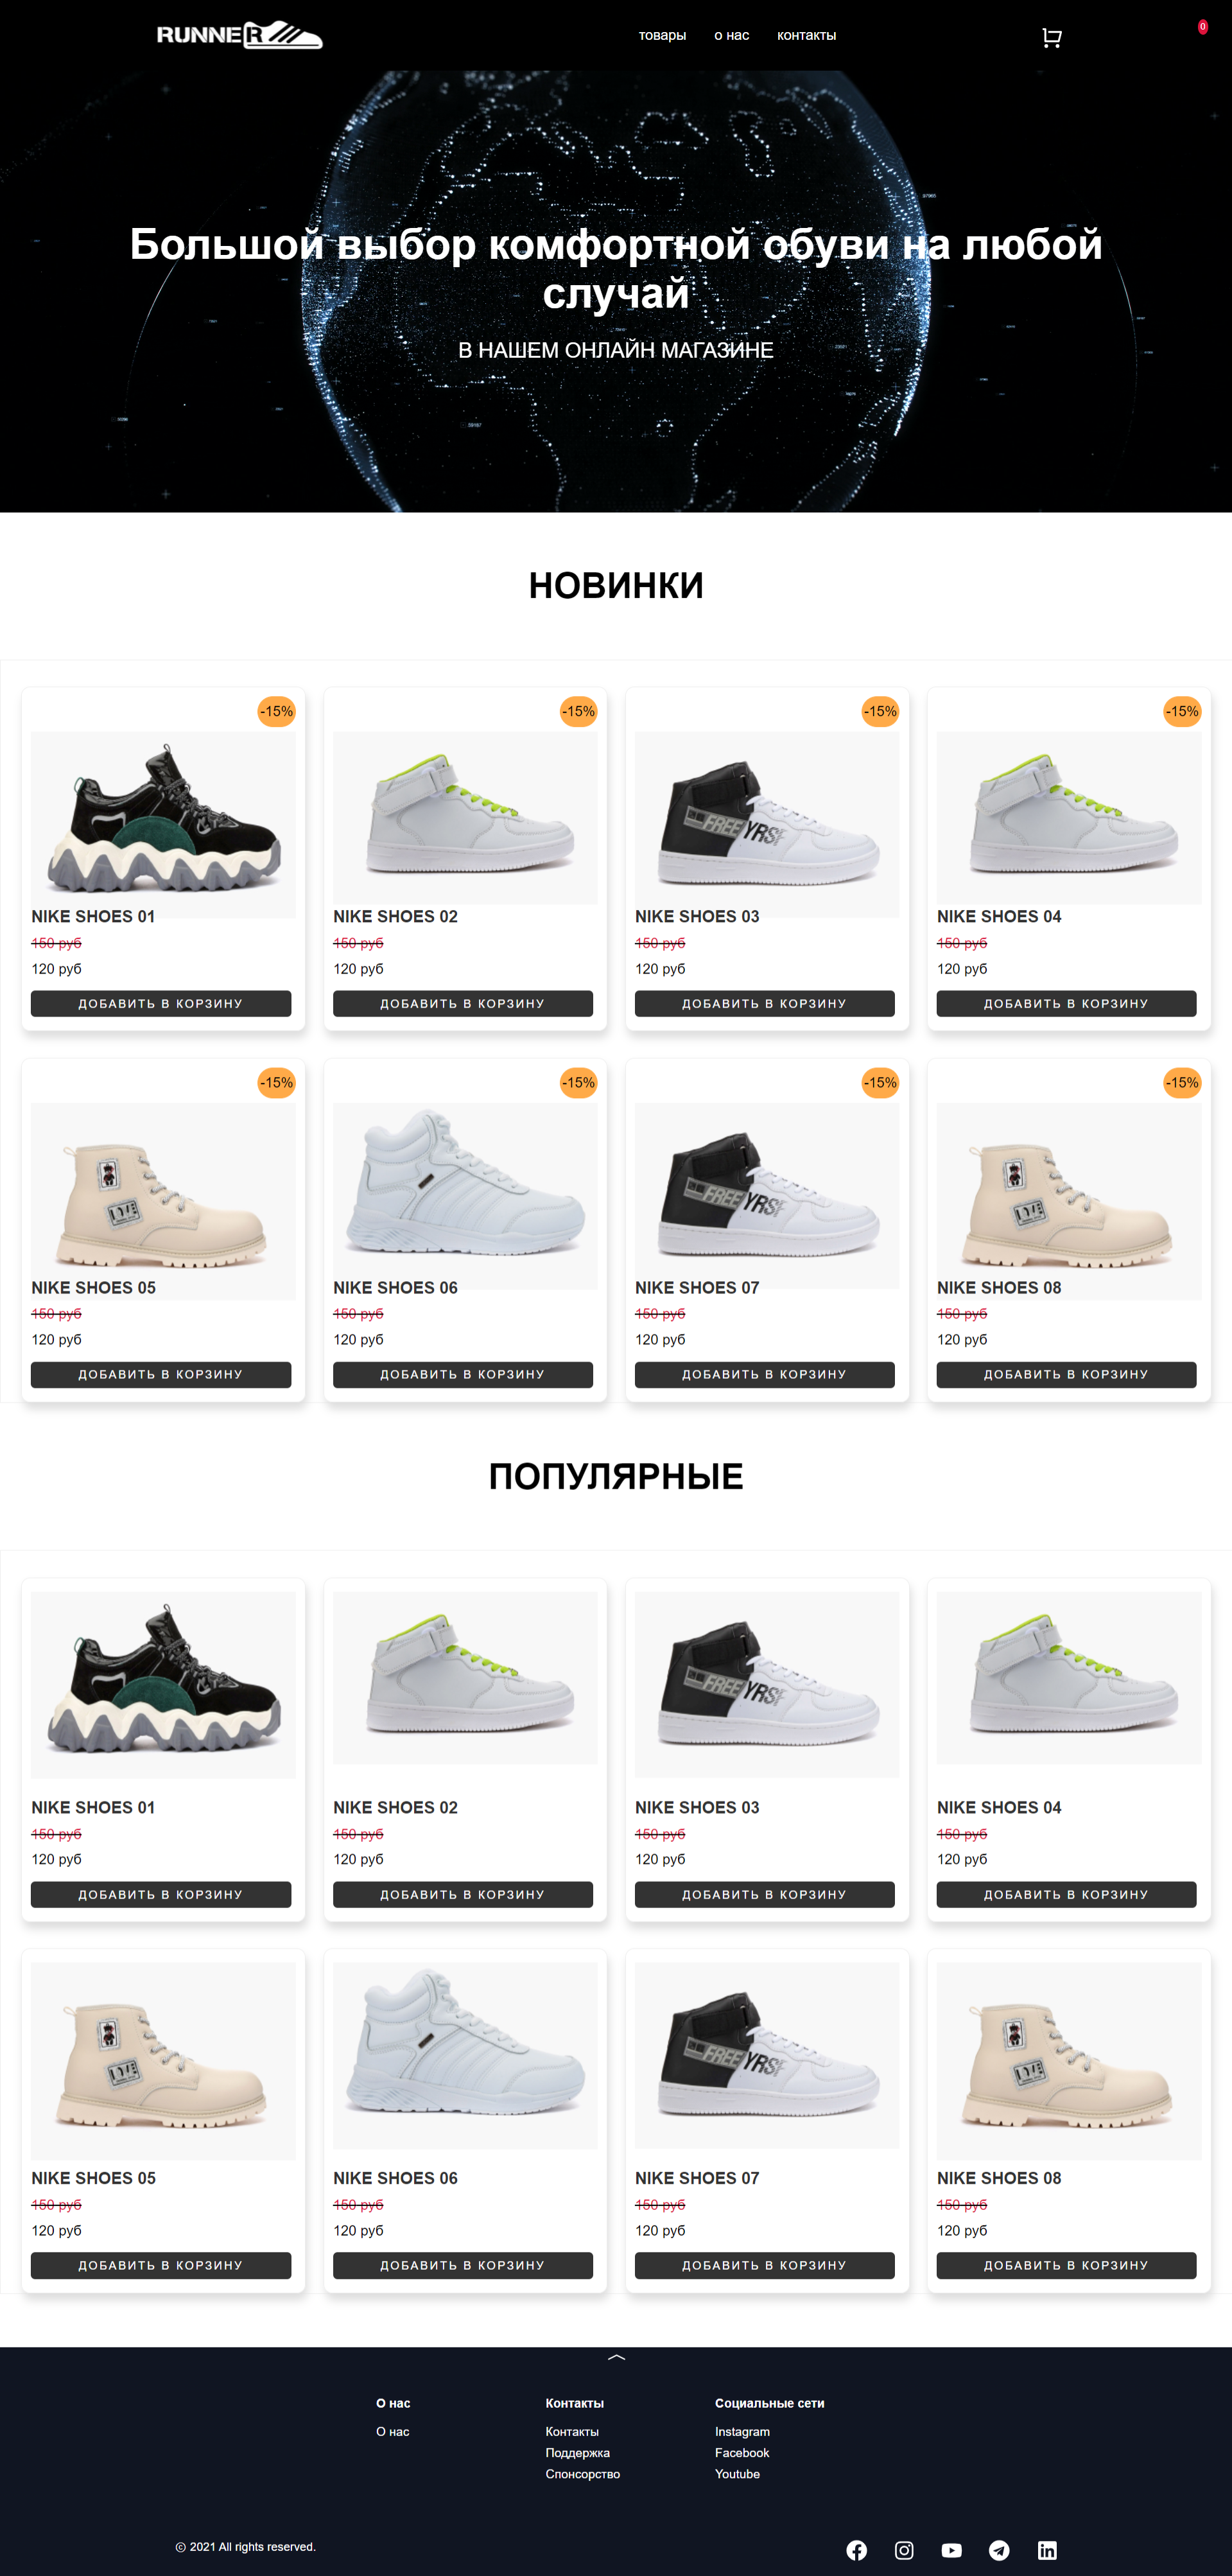 RUNNER
товары о нас контакты
0
Большой выбор комфортной обуви на любой
случай
В НАШЕМ ОНЛАЙН МАГАЗИНЕ
НОВИНКИ
-15% -15% -15% -15%
FREE YRS
NIKE SHOES 01 NIKE SHOES 02 NIKE SHOES 03 NIKE SHOES 04
150 руб 150 руб 150 руб 150 руб
120 руб 120 руб 120 руб 120 руб
ДОБАВИТЬ В КОРЗИНУ ДОБАВИТЬ В КОРЗИНУ ДОБАВИТЬ В КОРЗИНУ ДОБАВИТЬ В КОРЗИНУ
-15% -15% -15% -15%
FREE YRS
NIKE SHOES 05 NIKE SHOES 06 NIKE SHOES 07 NIKE SHOES 08
150 руб 150 руб 150 руб 150 руб
120 руб 120 руб 120 руб 120 руб
ДОБАВИТЬ В КОРЗИНУ ДОБАВИТЬ В КОРЗИНУ ДОБАВИТЬ В КОРЗИНУ ДОБАВИТЬ В КОРЗИНУ
ПОПУЛЯРНЫЕ
FREE YRS
NIKE SHOES 01 NIKE SHOES 02 NIKE SHOES 03 NIKE SHOES 04
150 руб 150 руб 150 руб 150 руб
120 руб 120 руб 120 руб 120 руб
ДОБАВИТЬ В КОРЗИНУ ДОБАВИТЬ В КОРЗИНУ ДОБАВИТЬ В КОРЗИНУ ДОБАВИТЬ В КОРЗИНУ
FREE YRS
NIKE SHOES 05 NIKE SHOES 06 NIKE SHOES 07 NIKE SHOES 08
150 руб 150 руб 150 руб 150 руб
120 руб 120 руб 120 руб 120 руб
ДОБАВИТЬ В КОРЗИНУ ДОБАВИТЬ В КОРЗИНУ ДОБАВИТЬ В КОРЗИНУ ДОБАВИТЬ В КОРЗИНУ
О нас Контакты Социальные сети
О нас Контакты Instagram
Поддержка Facebook
Спонсорство Youtube
© 2021 All rights reserved.